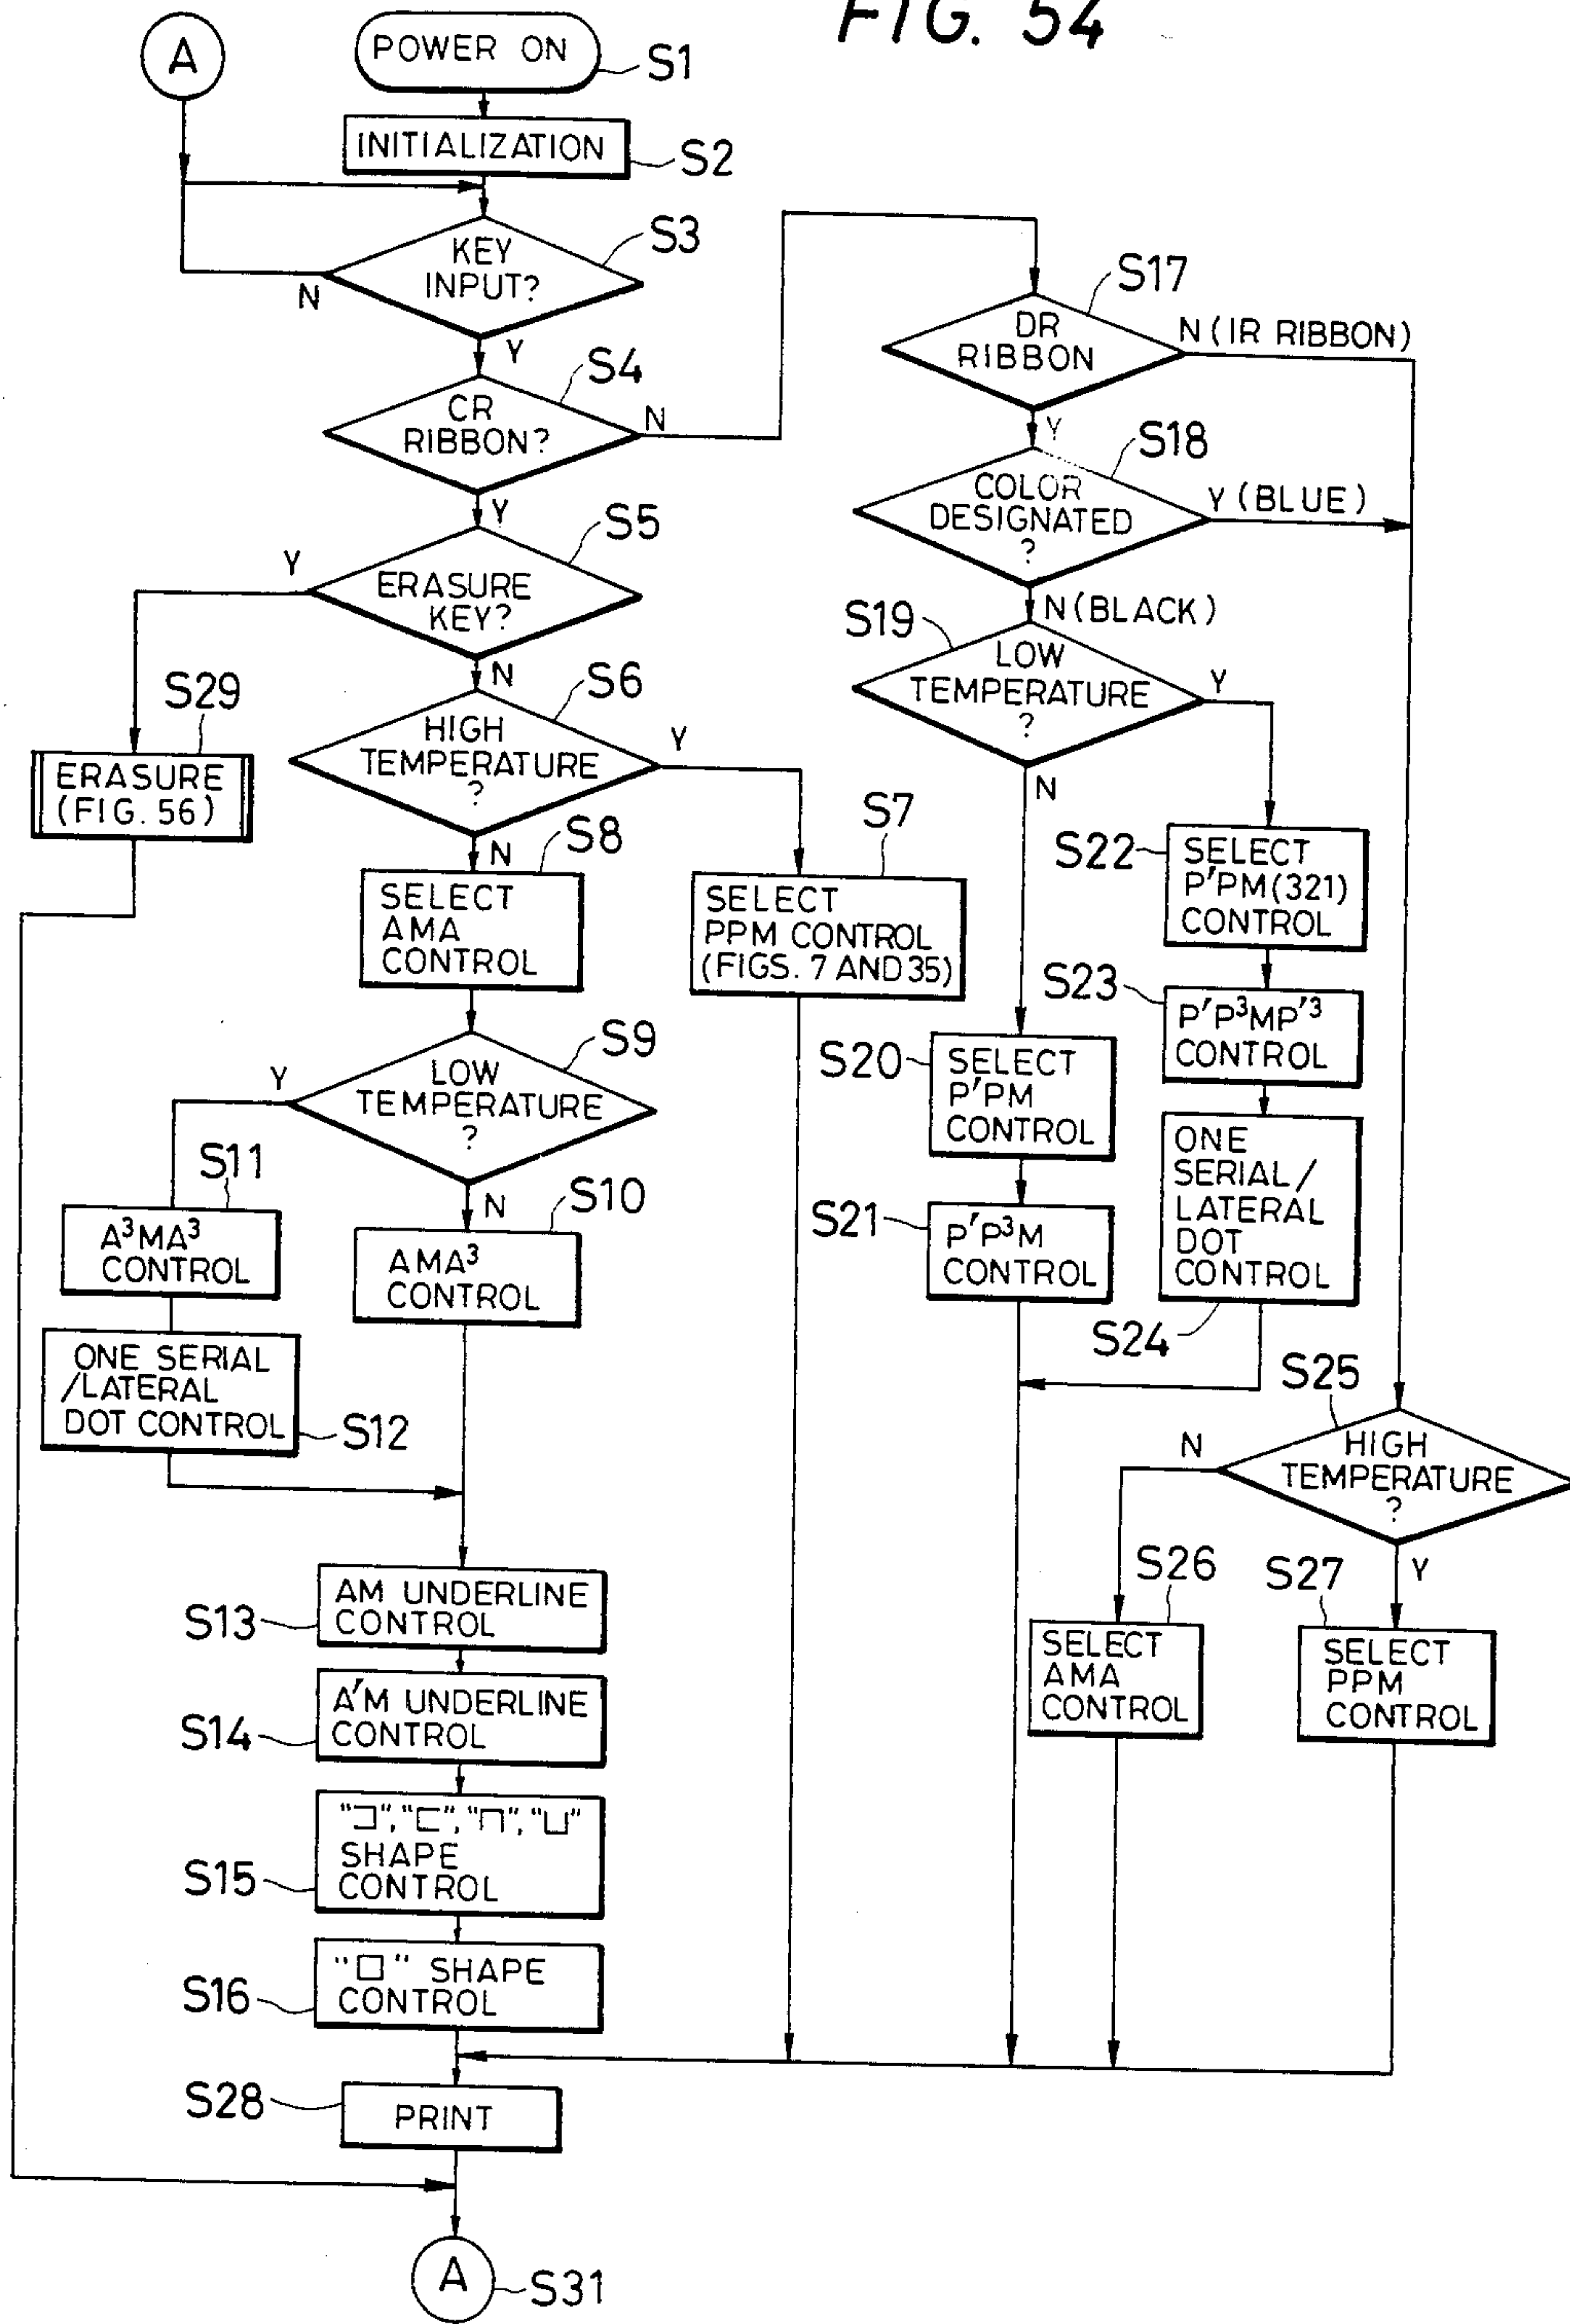 FIG. 54
A
POWER ON
S1
INITIALIZATION
S2
KEY
INPUT?
S3
N
Y
CR
RIBBON?
S4
N
Y
ERASURE
KEY?
S5
Y
N
S29
ERASURE
(FIG. 56)
HIGH
TEMPERATURE
?
S6
Y
N
S7
SELECT
PPM CONTROL
(FIGS. 7 AND 35)
S8
SELECT
AMA
CONTROL
LOW
TEMPERATURE
?
S9
Y
N
S11
A³MA³
CONTROL
S10
AMA³
CONTROL
ONE SERIAL
/LATERAL
DOT CONTROL
S12
S13
AM UNDERLINE
CONTROL
S14
A'M UNDERLINE
CONTROL
S15
"コ", "⊏", "⊓", "⊔"
SHAPE
CONTROL
S16
"□" SHAPE
CONTROL
S17
DR
RIBBON
N (IR RIBBON)
Y
S18
COLOR
DESIGNATED
?
Y (BLUE)
N (BLACK)
S19
LOW
TEMPERATURE
?
Y
N
S22
SELECT
P'PM(321)
CONTROL
S23
P'P³MP'³
CONTROL
S20
SELECT
P'PM
CONTROL
ONE
SERIAL/
LATERAL
DOT
CONTROL
S24
S21
P'P³M
CONTROL
S25
HIGH
TEMPERATURE
?
N
Y
S26
SELECT
AMA
CONTROL
S27
SELECT
PPM
CONTROL
S28
PRINT
A
S31